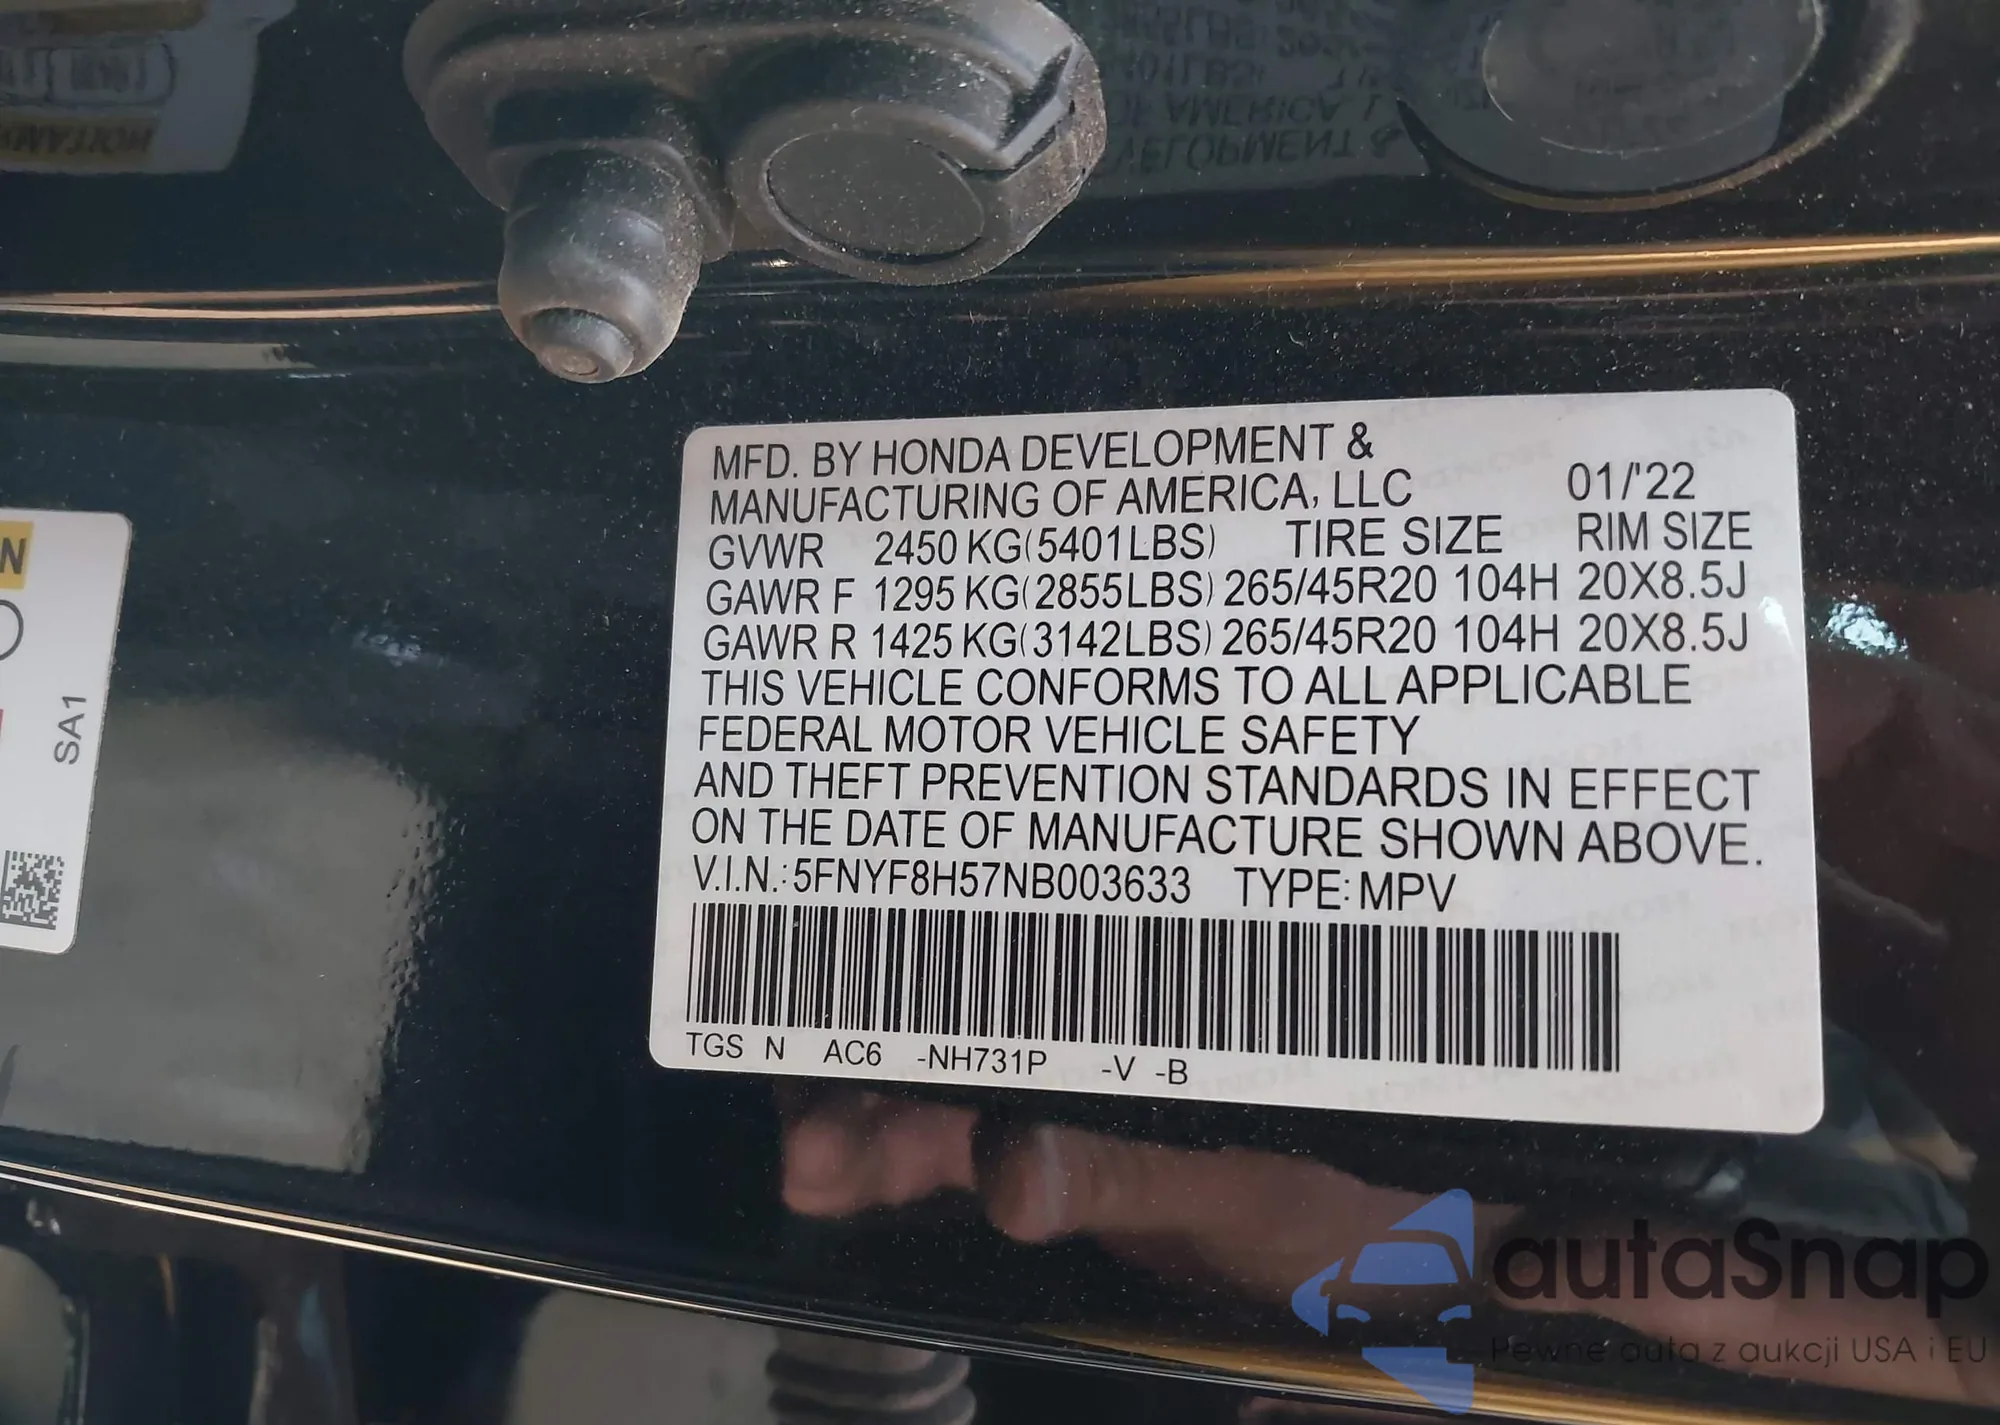 MFD. BY HONDA DEVELOPMENT &
MANUFACTURING OF AMERICA, LLC 01/'22
GVWR 2450 KG(5401LBS) TIRE SIZE RIM SIZE
GAWR F 1295 KG(2855LBS) 265/45R20 104H 20X8.5J
GAWR R 1425 KG(3142LBS) 265/45R20 104H 20X8.5J
THIS VEHICLE CONFORMS TO ALL APPLICABLE
FEDERAL MOTOR VEHICLE SAFETY
AND THEFT PREVENTION STANDARDS IN EFFECT
ON THE DATE OF MANUFACTURE SHOWN ABOVE.
V.I.N.:5FNYF8H57NB003633 TYPE:MPV
TGS N AC6 -NH731P -V -B
SA1
autaSnap
Pewne auta z aukcji USA i EU